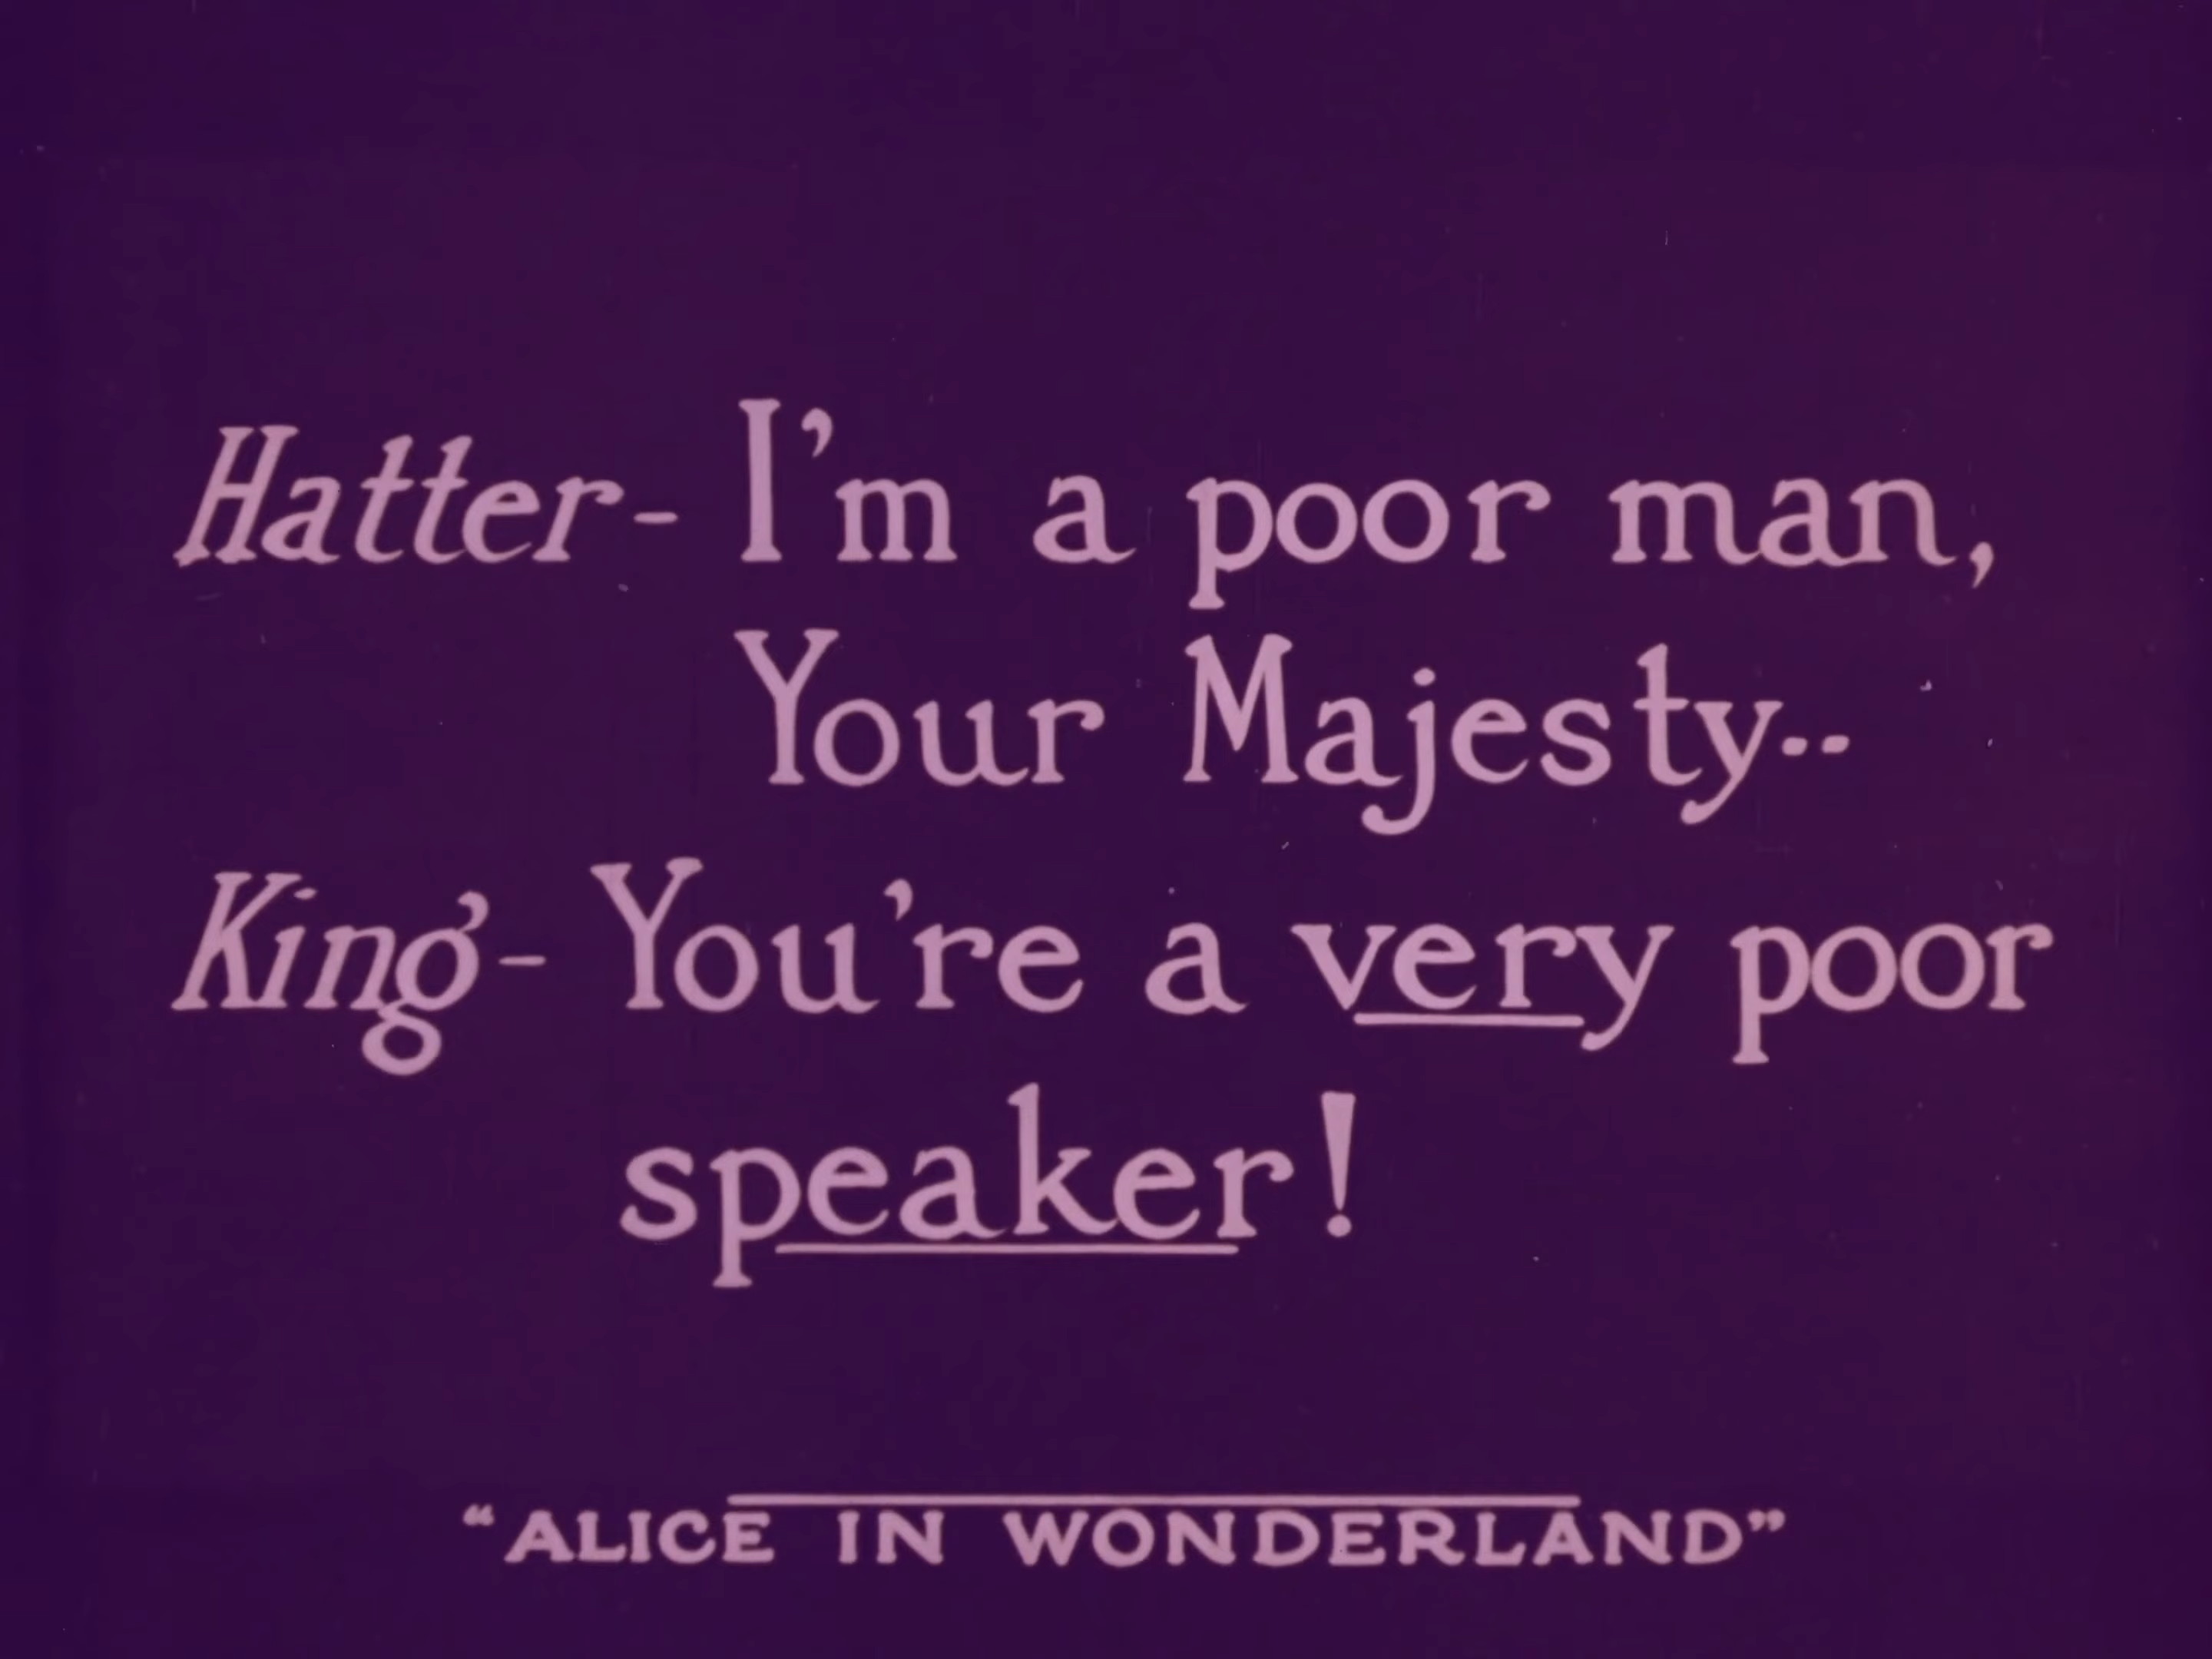 Hatter- I'm a poor man,
Your Majesty--
King- You're a very poor
speaker!
"ALICE IN WONDERLAND"